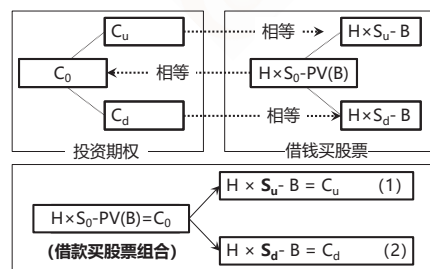 Cu 相等 H×Su- B
C0 相等 H×S0-PV(B)
Cd 相等 H×Sd- B
投资期权 借钱买股票
H × Su- B = Cu (1)
H×S0-PV(B)=C0
(借款买股票组合)
H × Sd- B = Cd (2)